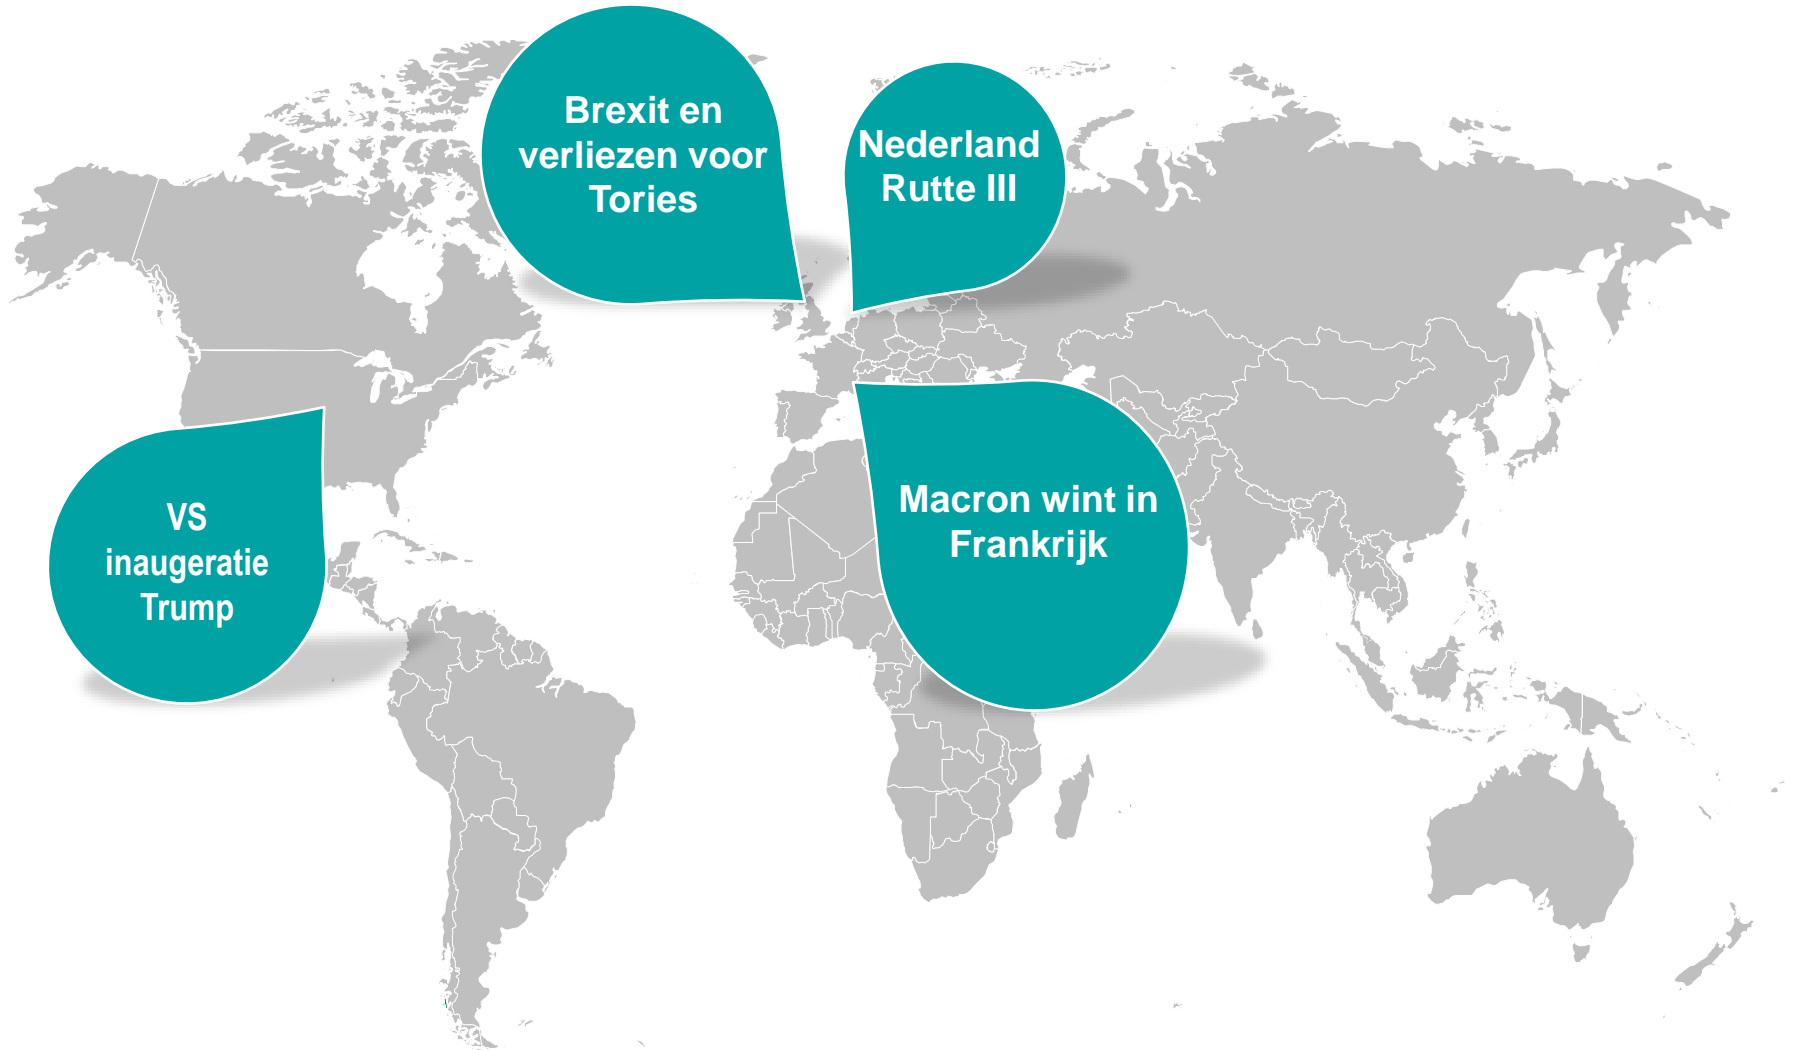 Brexit en
verliezen voor
Tories
Nederland
Rutte III
Macron wint in
Frankrijk
VS
inaugeratie
Trump